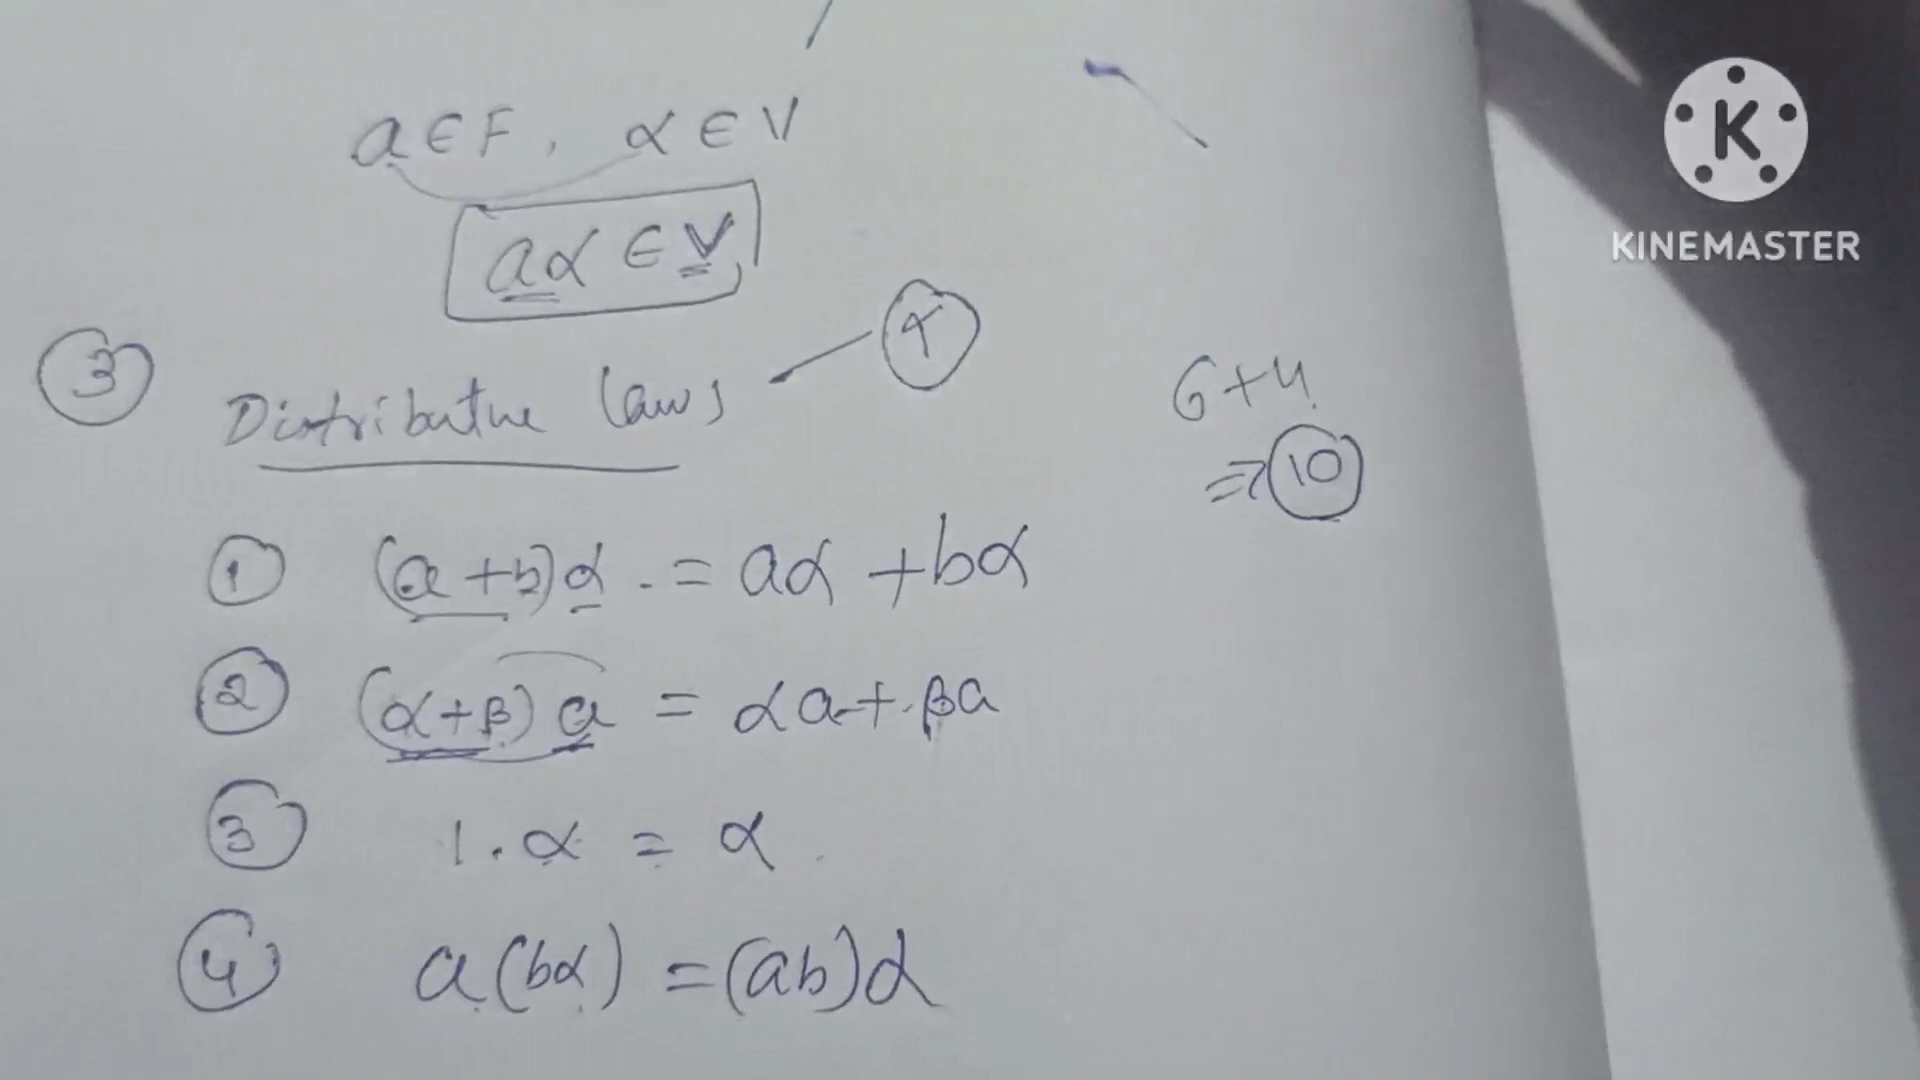 a ∈ F, α ∈ V
aα ∈ V
③ Distributive laws
6+4
⇒ 10
① (a+b)α = aα + bα
② (α+β) a = αa + βa
③ 1.α = α
④ a(bα) = (ab)α
K
KINEMASTER